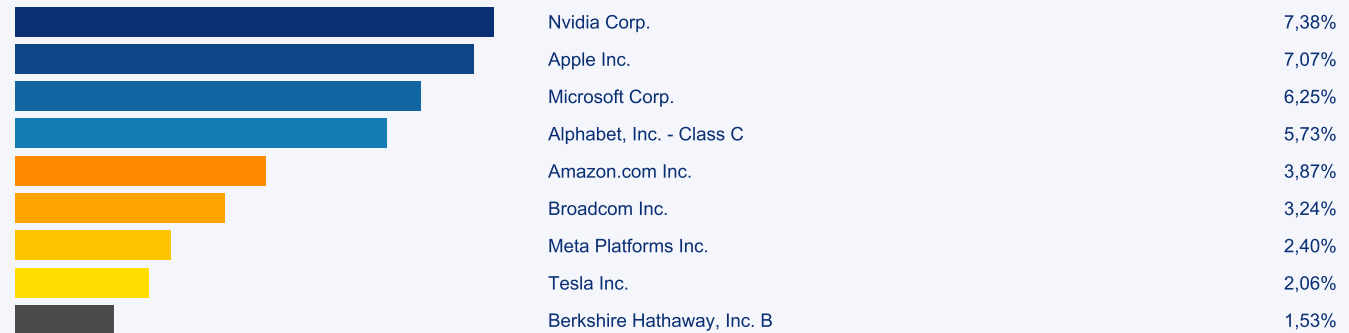 Nvidia Corp. 7,38%
Apple Inc. 7,07%
Microsoft Corp. 6,25%
Alphabet, Inc. - Class C 5,73%
Amazon.com Inc. 3,87%
Broadcom Inc. 3,24%
Meta Platforms Inc. 2,40%
Tesla Inc. 2,06%
Berkshire Hathaway, Inc. B 1,53%